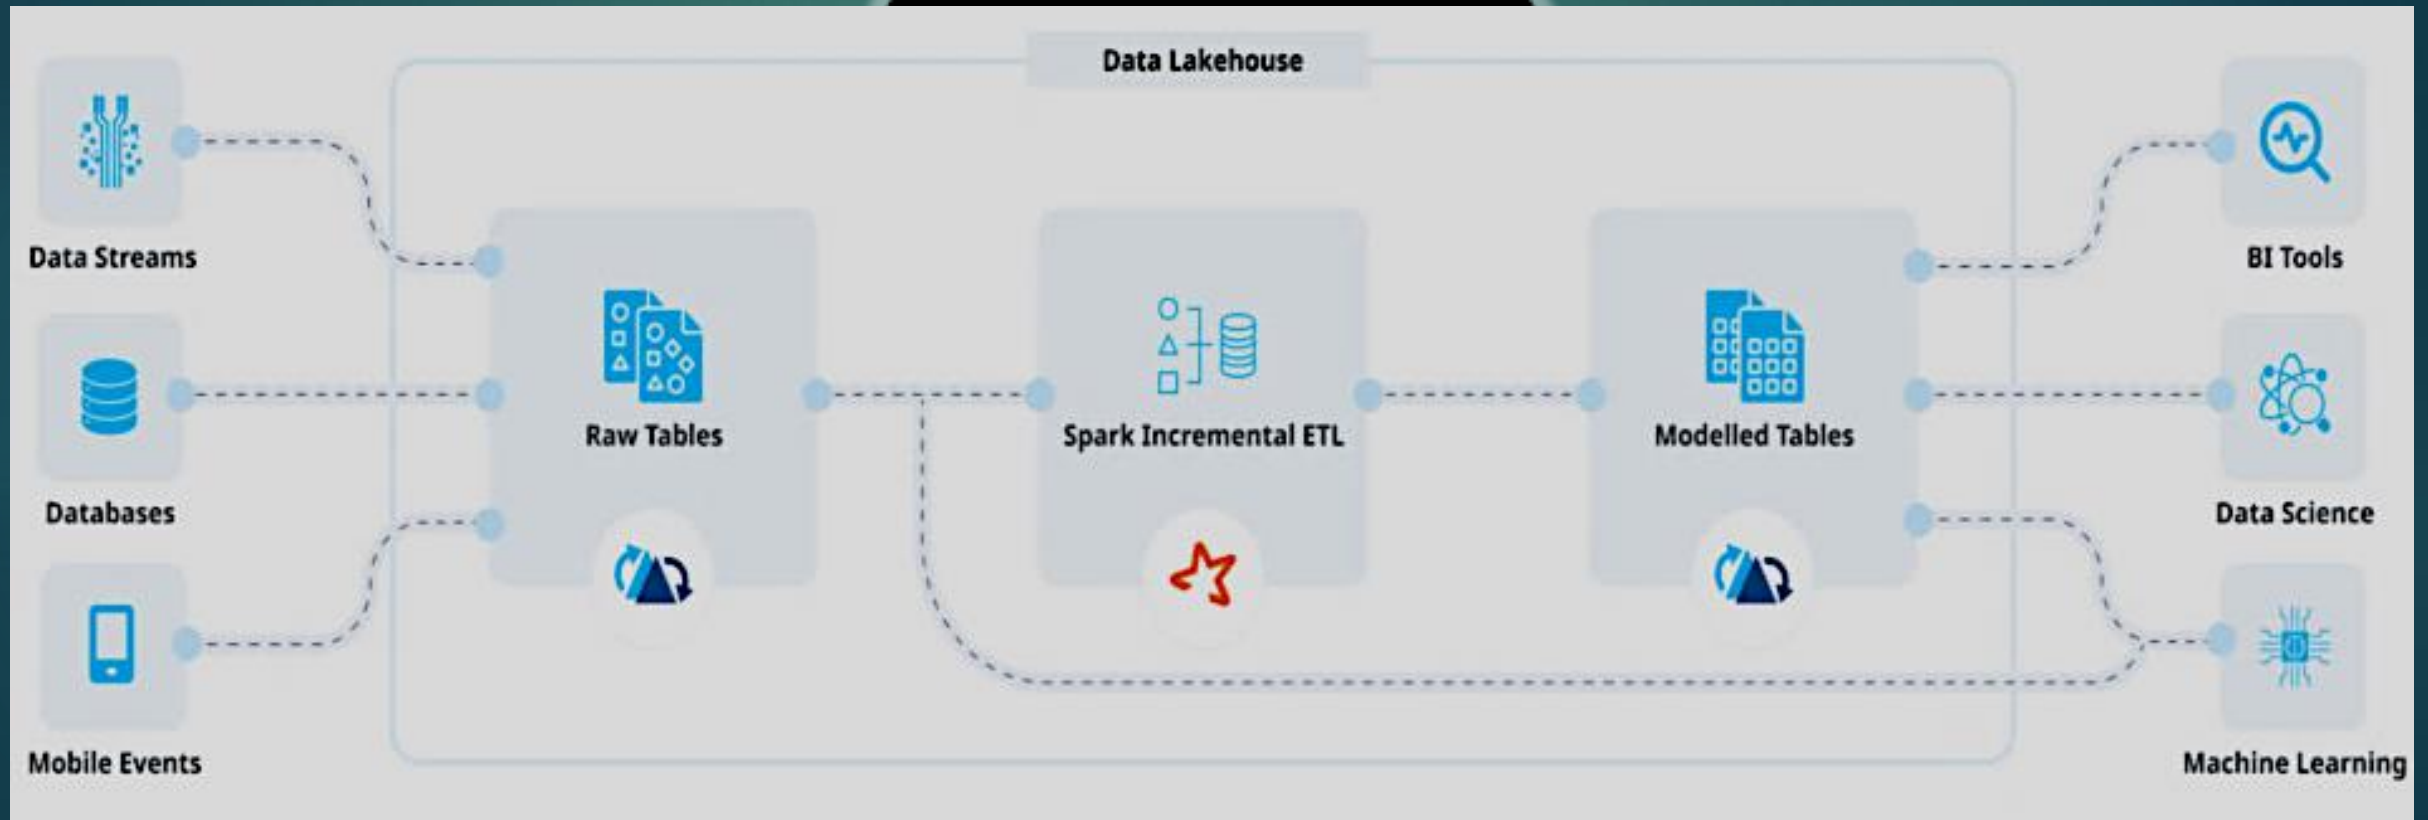 Data Lakehouse
Data Streams
Databases
Mobile Events
Raw Tables
Spark Incremental ETL
Modelled Tables
BI Tools
Data Science
Machine Learning